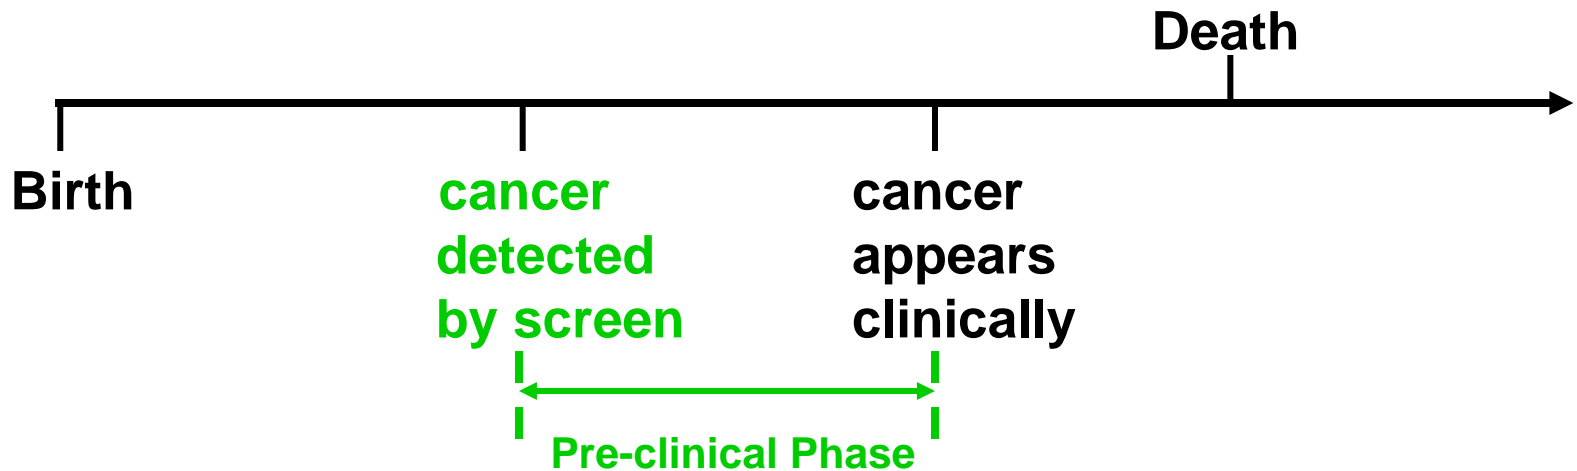 Death
Birth
cancer
detected
by screen
cancer
appears
clinically
Pre-clinical Phase